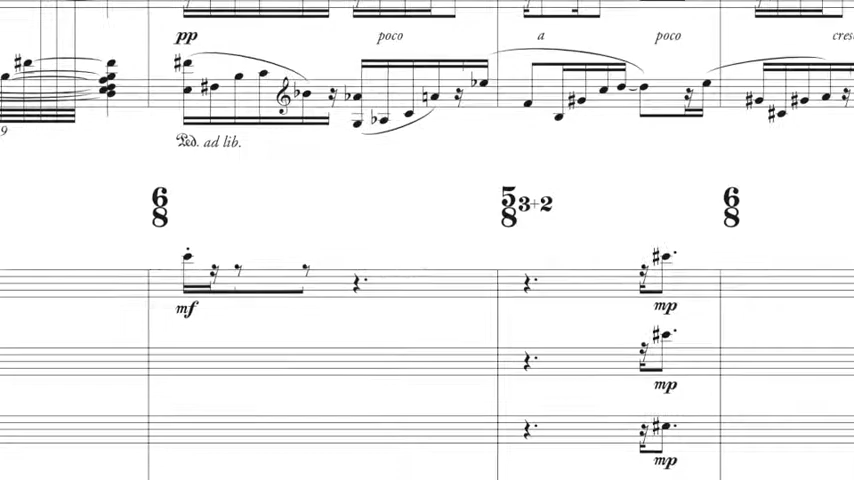 pp poco a poco cresc
9
Ped. ad lib.
6 5 3+2 6
8 8 8
mf mp
mp
mp